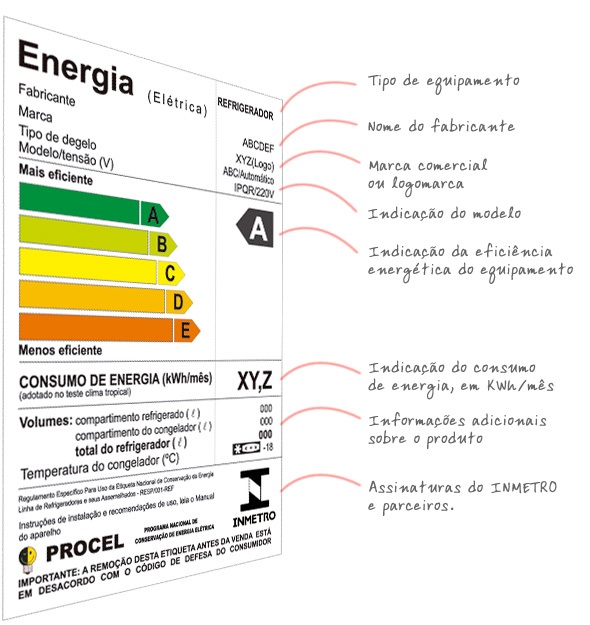 Energia (Elétrica)
REFRIGERADOR
Fabricante
ABCDEF
Marca
XYZ(Logo)
Tipo de degelo
ABC/Automático
Modelo/tensão (V)
IPQR/220V
Mais eficiente
A
A
B
C
D
E
Menos eficiente
CONSUMO DE ENERGIA (kWh/mês)
XY,Z
(adotado no teste clima tropical)
Volumes: compartimento refrigerado (ℓ)
000
compartimento do congelador (ℓ)
000
total do refrigerador (ℓ)
000
Temperatura do congelador (ºC)
-18
Regulamento Específico Para Uso da Etiqueta Nacional de Conservação da Energia
Linha de Refrigeradores e seus Assemelhados - RESP/001-REF
Instruções de instalação e recomendações de uso, leia o Manual
do aparelho
PROCEL
PROGRAMA NACIONAL DE
CONSERVAÇÃO DE ENERGIA ELÉTRICA
INMETRO
IMPORTANTE: A REMOÇÃO DESTA ETIQUETA ANTES DA VENDA ESTÁ
EM DESACORDO COM O CÓDIGO DE DEFESA DO CONSUMIDOR
Tipo de equipamento
Nome do fabricante
Marca comercial
ou logomarca
Indicação do modelo
Indicação da eficiência
energética do equipamento
Indicação do consumo
de energia, em KWh/mês
Informações adicionais
sobre o produto
Assinaturas do INMETRO
e parceiros.